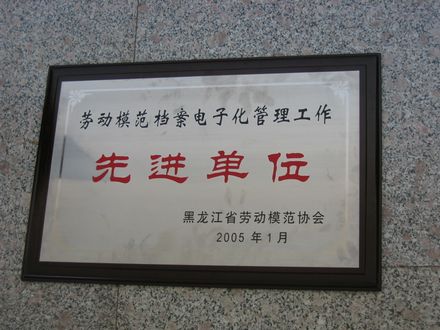 劳动模范档案电子化管理工作
先进单位
黑龙江省劳动模范协会
2005 年 1 月